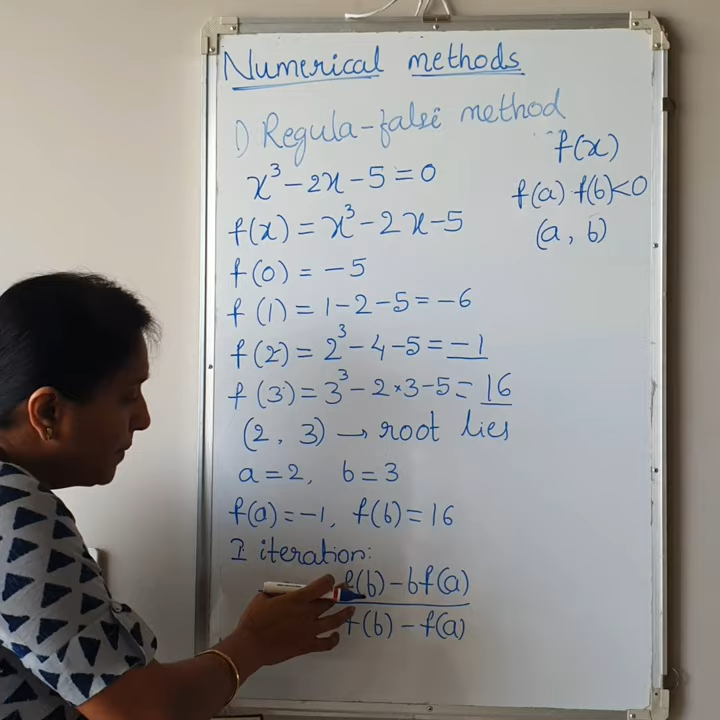 Numerical methods
1) Regula-falsi method
x³ - 2x - 5 = 0
f(x) = x³ - 2x - 5
f(0) = -5
f(1) = 1 - 2 - 5 = -6
f(2) = 2³ - 4 - 5 = -1
f(3) = 3³ - 2×3 - 5 = 16
(2, 3) → root lies
a = 2, b = 3
f(a) = -1, f(b) = 16
I iteration:
f(b) - bf(a)
f(b) - f(a)
f(x)
f(a) f(b) < 0
(a, b)